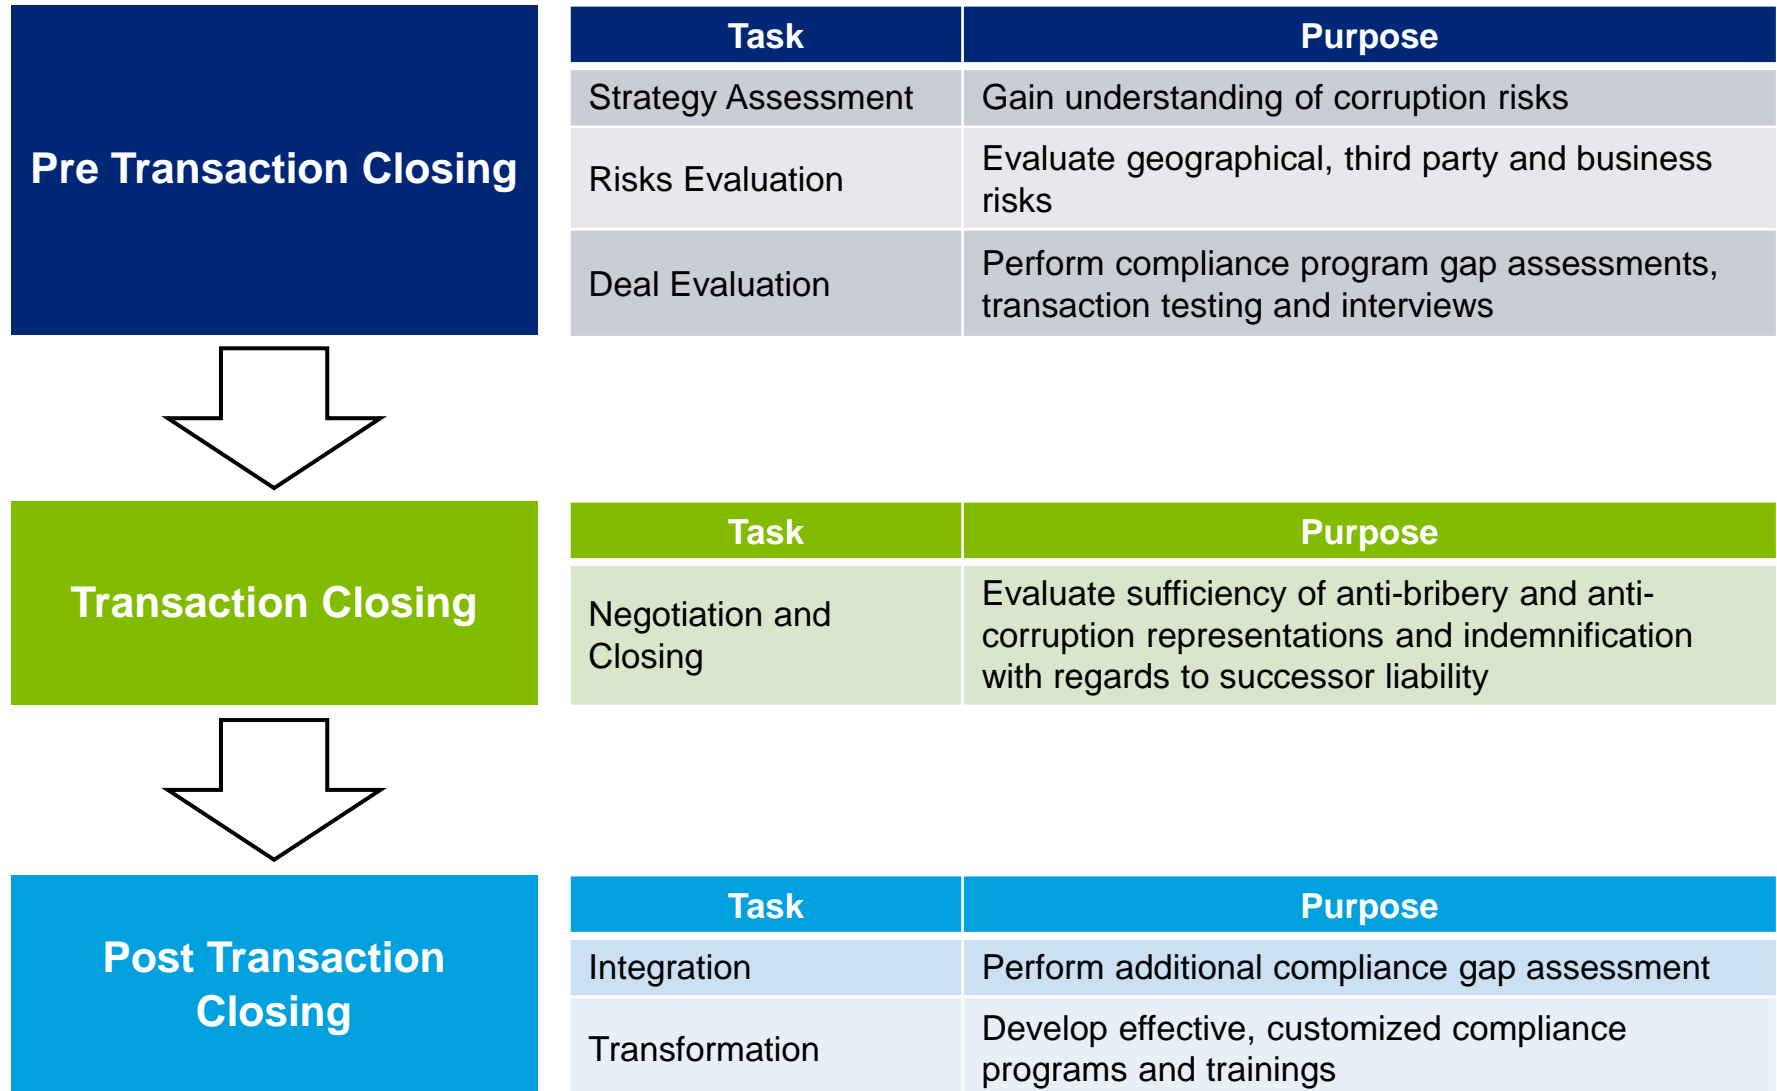 Pre Transaction Closing
Task
Purpose
Strategy Assessment
Gain understanding of corruption risks
Risks Evaluation
Evaluate geographical, third party and business
risks
Deal Evaluation
Perform compliance program gap assessments,
transaction testing and interviews
Transaction Closing
Task
Purpose
Negotiation and
Closing
Evaluate sufficiency of anti-bribery and anti-
corruption representations and indemnification
with regards to successor liability
Post Transaction
Closing
Task
Purpose
Integration
Perform additional compliance gap assessment
Transformation
Develop effective, customized compliance
programs and trainings